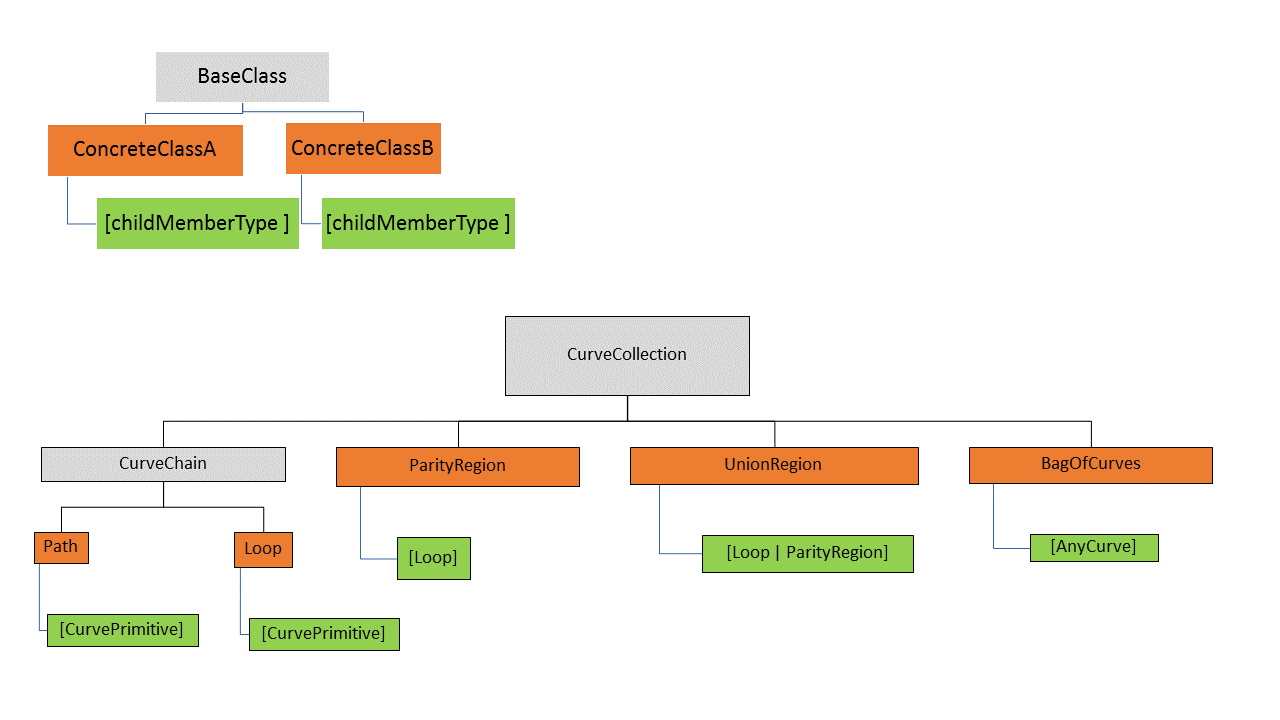 BaseClass
ConcreteClassA
ConcreteClassB
[childMemberType ]
[childMemberType ]
CurveCollection
CurveChain
ParityRegion
UnionRegion
BagOfCurves
Path
Loop
[Loop]
[Loop | ParityRegion]
[AnyCurve]
[CurvePrimitive]
[CurvePrimitive]